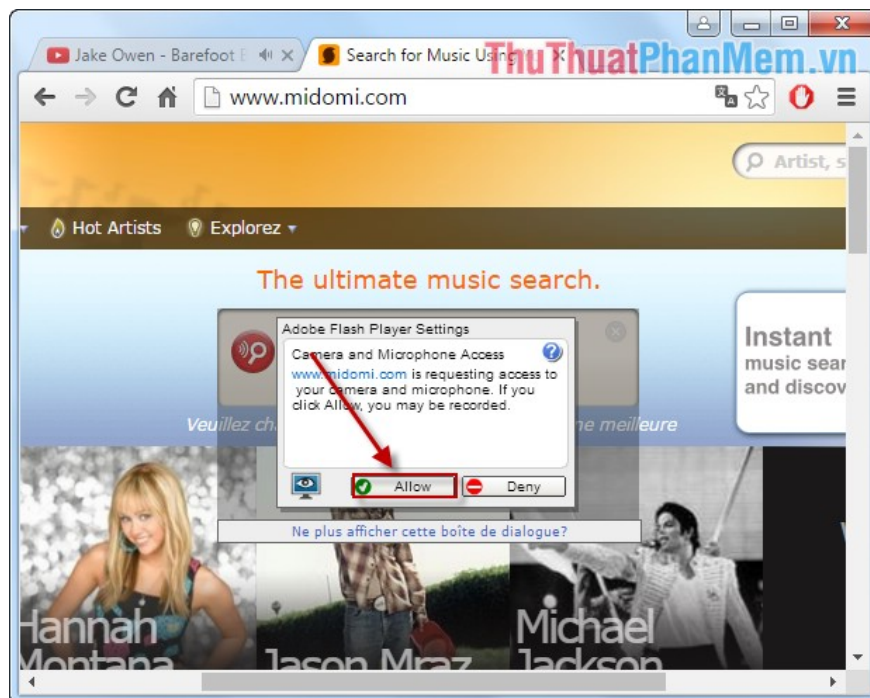 Jake Owen - Barefoot B
Search for Music Using
ThuThuatPhanMem.vn
www.midomi.com
Artist, s
Hot Artists
Explorez
The ultimate music search.
Adobe Flash Player Settings
Camera and Microphone Access
www.midomi.com is requesting access to
your camera and microphone. If you
click Allow, you may be recorded.
Allow
Deny
Instant
music sear
and discov
Veuillez ch
ne meilleure
Ne plus afficher cette boîte de dialogue?
Hannah
Montana
Jason Mraz
Michael
Jackson